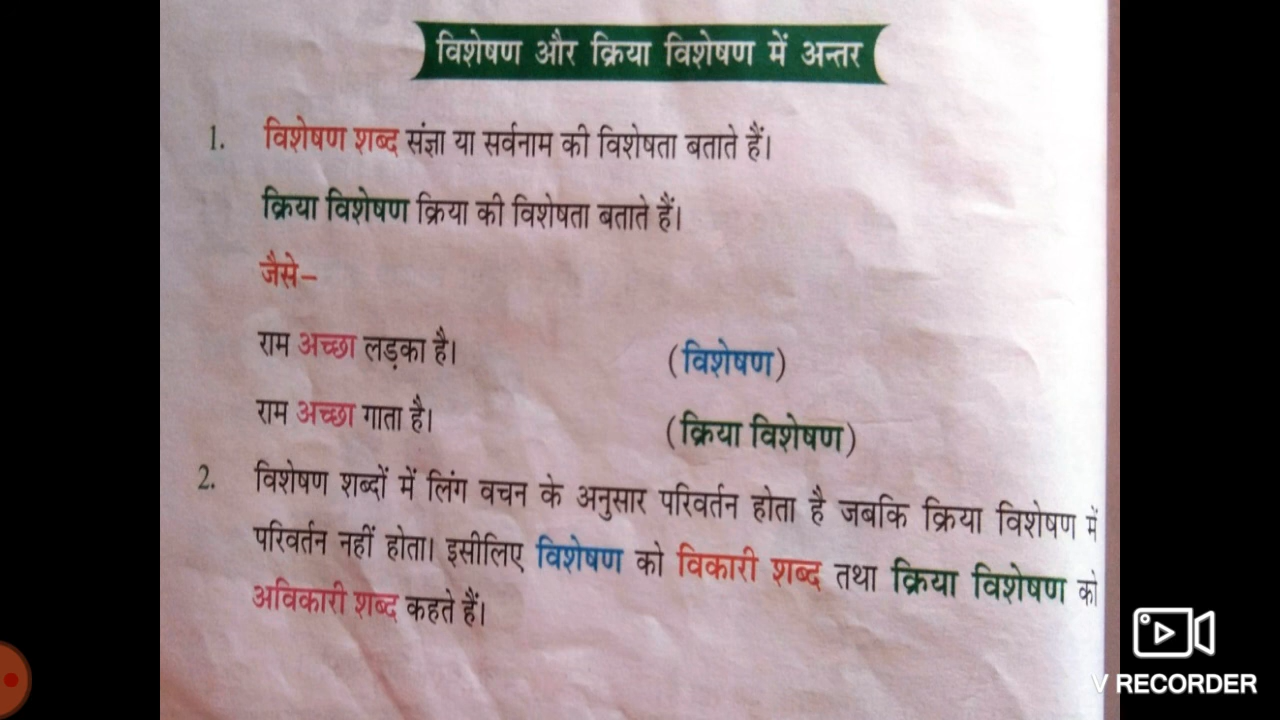 विशेषण और क्रिया विशेषण में अन्तर
1. विशेषण शब्द संज्ञा या सर्वनाम की विशेषता बताते हैं।
क्रिया विशेषण क्रिया की विशेषता बताते हैं।
जैसे–
राम अच्छा लड़का है। (विशेषण)
राम अच्छा गाता है। (क्रिया विशेषण)
2. विशेषण शब्दों में लिंग वचन के अनुसार परिवर्तन होता है जबकि क्रिया विशेषण में
परिवर्तन नहीं होता। इसीलिए विशेषण को विकारी शब्द तथा क्रिया विशेषण को
अविकारी शब्द कहते हैं।
V RECORDER